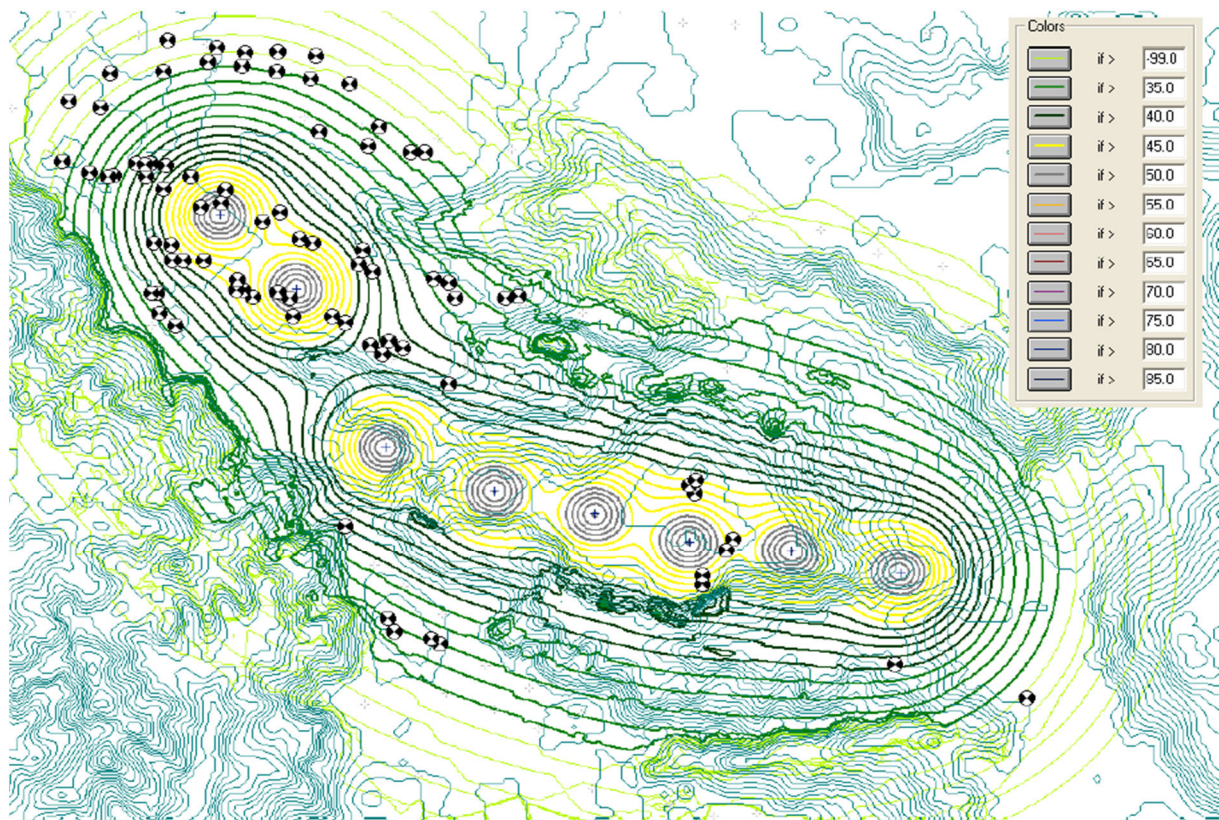 Colors
if > -99.0
if > 35.0
if > 40.0
if > 45.0
if > 50.0
if > 55.0
if > 60.0
if > 65.0
if > 70.0
if > 75.0
if > 80.0
if > 85.0